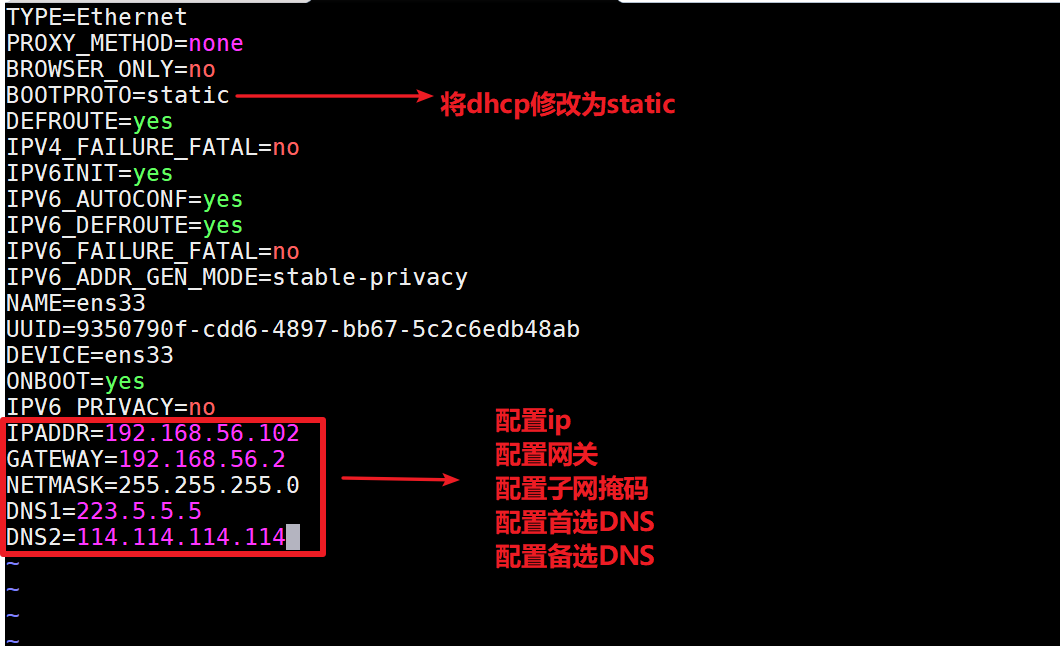 TYPE=Ethernet
PROXY_METHOD=none
BROWSER_ONLY=no
BOOTPROTO=static
将dhcp修改为static
DEFROUTE=yes
IPV4_FAILURE_FATAL=no
IPV6INIT=yes
IPV6_AUTOCONF=yes
IPV6_DEFROUTE=yes
IPV6_FAILURE_FATAL=no
IPV6_ADDR_GEN_MODE=stable-privacy
NAME=ens33
UUID=9350790f-cdd6-4897-bb67-5c2c6edb48ab
DEVICE=ens33
ONBOOT=yes
IPV6_PRIVACY=no
IPADDR=192.168.56.102
GATEWAY=192.168.56.2
NETMASK=255.255.255.0
DNS1=223.5.5.5
DNS2=114.114.114.114
配置ip
配置网关
配置子网掩码
配置首选DNS
配置备选DNS
~
~
~
~